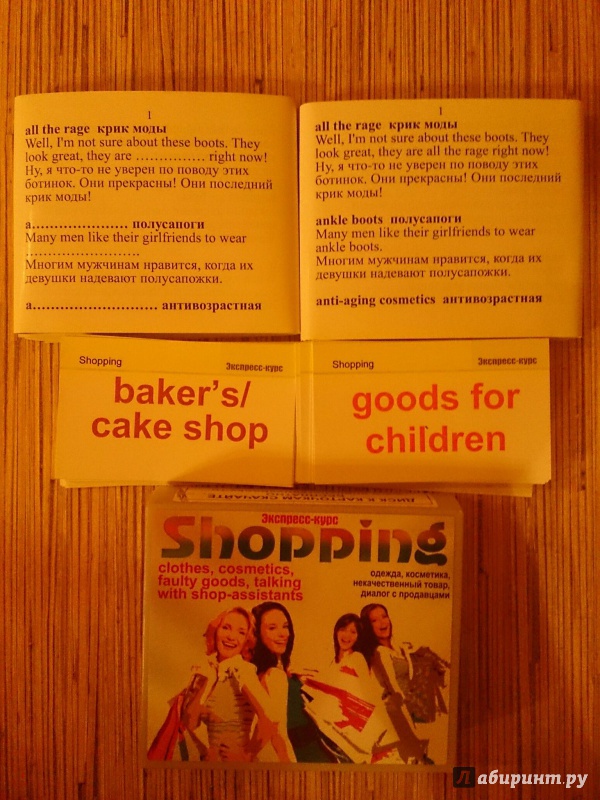 1
all the rage крик моды
Well, I'm not sure about these boots. They
look great, they are …………… right now!
Ну, я что-то не уверен по поводу этих
ботинок. Они прекрасны! Они последний
крик моды!
a………………… полусапоги
Many men like their girlfriends to wear
…………………….
Многим мужчинам нравится, когда их
девушки надевают полусапожки.
a……………………… антивозрастная
1
all the rage крик моды
Well, I'm not sure about these boots. They
look great, they are all the rage right now!
Ну, я что-то не уверен по поводу этих
ботинок. Они прекрасны! Они последний
крик моды!
ankle boots полусапоги
Many men like their girlfriends to wear
ankle boots.
Многим мужчинам нравится, когда их
девушки надевают полусапожки.
anti-aging cosmetics антивозрастная
Shopping Экспресс-курс
baker's/
cake shop
Shopping Экспресс-курс
goods for
children
ДИСК К КАРТОЧКАМ СКАЧАЙТЕ
Экспресс-курс
Shopping
clothes, cosmetics,
faulty goods, talking
with shop-assistants
одежда, косметика,
некачественный товар,
диалог с продавцами
Лабиринт.ру